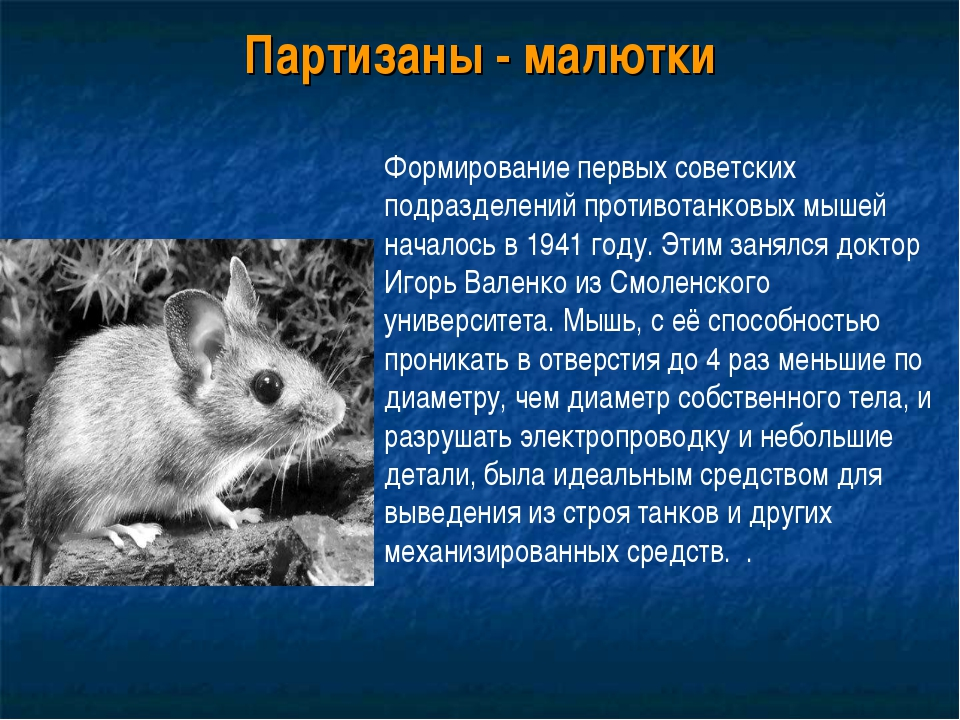 Партизаны - малютки
Формирование первых советских
подразделений противотанковых мышей
началось в 1941 году. Этим занялся доктор
Игорь Валенко из Смоленского
университета. Мышь, с её способностью
проникать в отверстия до 4 раз меньшие по
диаметру, чем диаметр собственного тела, и
разрушать электропроводку и небольшие
детали, была идеальным средством для
выведения из строя танков и других
механизированных средств.  .